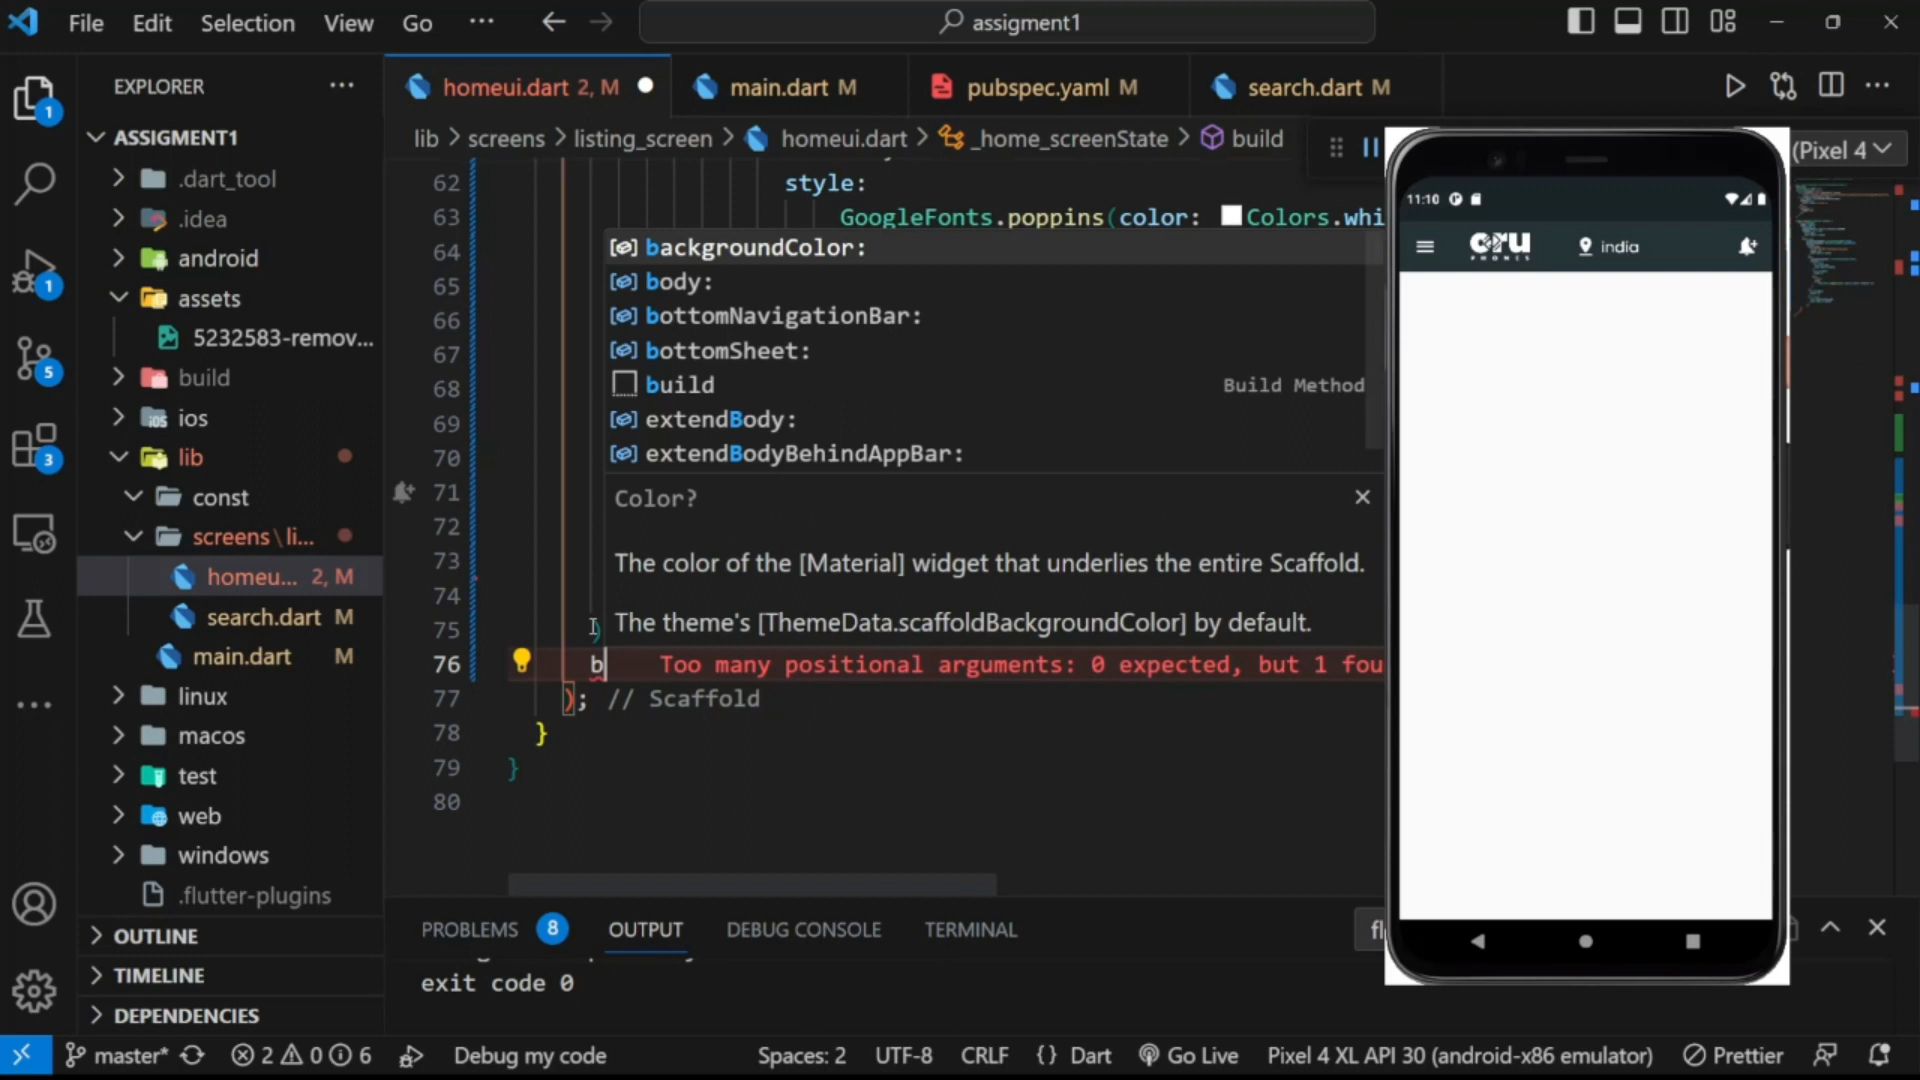 File Edit Selection View Go ··· assigment1
EXPLORER ···
homeui.dart 2, M
main.dart M
pubspec.yaml M
search.dart M
lib > screens > listing_screen > homeui.dart > _home_screenState > build
(Pixel 4
ASSIGMENT1
.dart_tool
.idea
android
assets
5232583-remov...
build
ios
lib
const
screens\li...
homeu... 2, M
search.dart M
main.dart M
linux
macos
test
web
windows
.flutter-plugins
OUTLINE
TIMELINE
DEPENDENCIES
1
1
5
3
62 style:
63 GoogleFonts.poppins(color: Colors.whi
64 backgroundColor:
65 body:
66 bottomNavigationBar:
67 bottomSheet:
68 build Build Method
69 extendBody:
70 extendBodyBehindAppBar:
71 Color?
72
73 The color of the [Material] widget that underlies the entire Scaffold.
74
75 ) The theme's [ThemeData.scaffoldBackgroundColor] by default.
76 b Too many positional arguments: 0 expected, but 1 fou
77 ); // Scaffold
78 }
79 }
80
11:10
PHONES india
PROBLEMS 8 OUTPUT DEBUG CONSOLE TERMINAL fl
exit code 0
master* 2 0 6 Debug my code Spaces: 2 UTF-8 CRLF {} Dart Go Live Pixel 4 XL API 30 (android-x86 emulator) Prettier